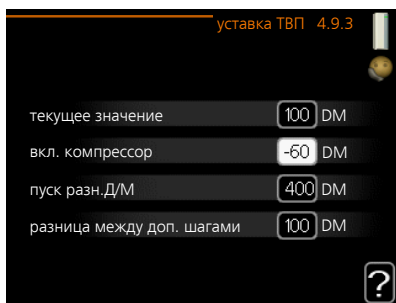 уставка ТВП 4.9.3
текущее значение 100 DM
вкл. компрессор -60 DM
пуск разн.Д/М 400 DM
разница между доп. шагами 100 DM
?